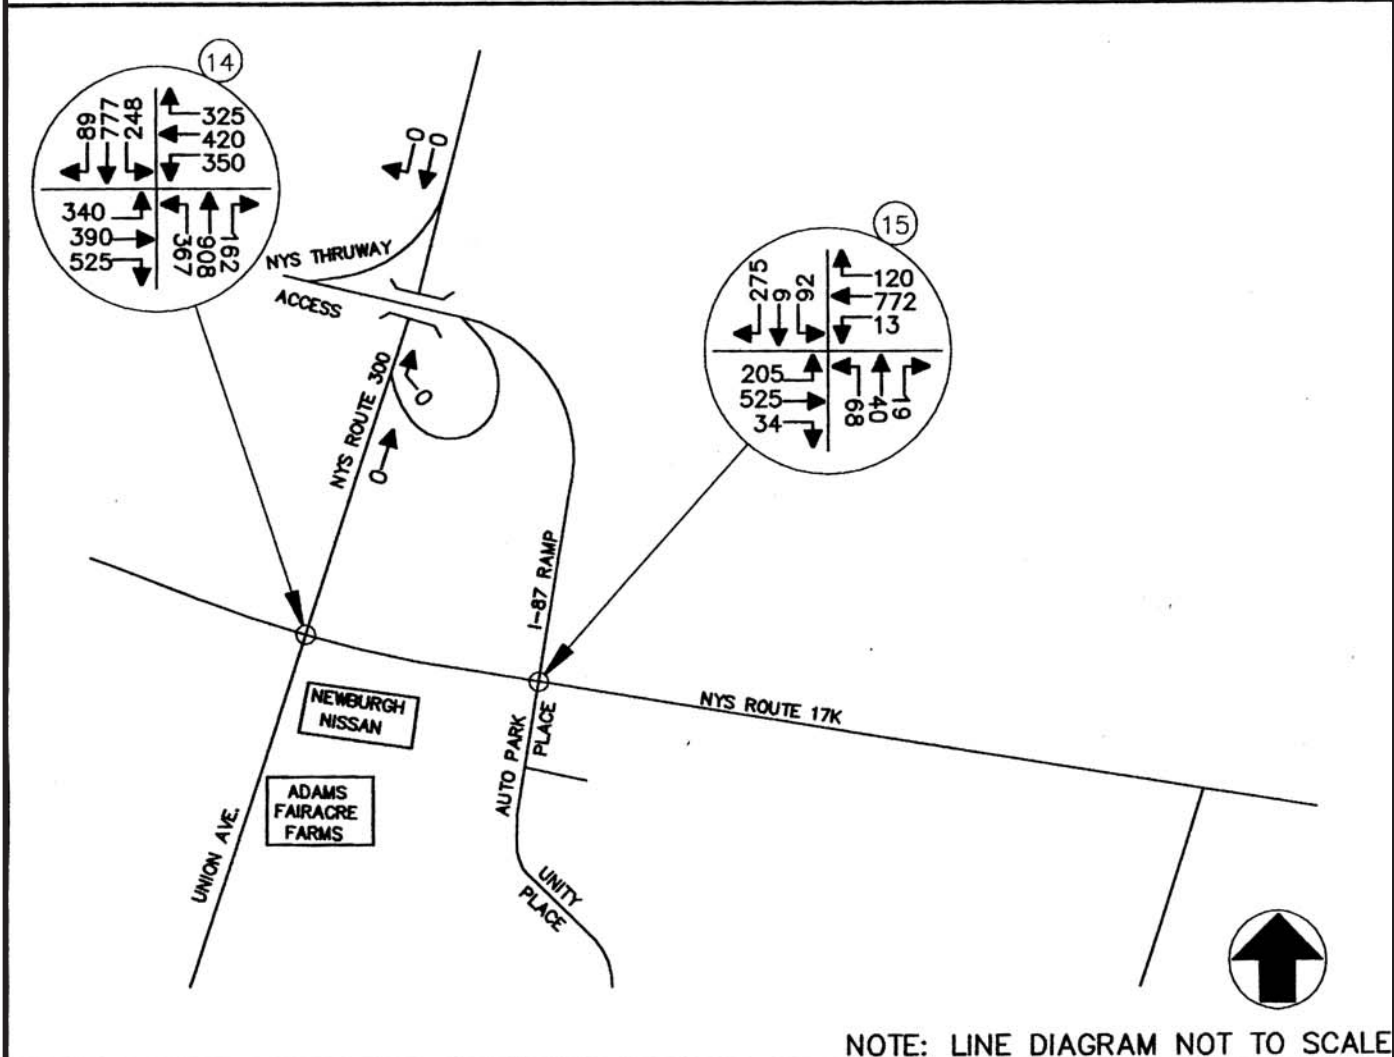 14
89
777
248
325
420
350
340
390
525
367
908
162
0
0
NYS THRUWAY
ACCESS
15
275
9
92
120
772
13
205
525
34
68
40
19
NYS ROUTE 300
0
0
I-87 RAMP
NEWBURGH
NISSAN
NYS ROUTE 17K
AUTO PARK
PLACE
ADAMS
FAIRACRE
FARMS
UNION AVE.
UNITY
PLACE
NOTE: LINE DIAGRAM NOT TO SCALE